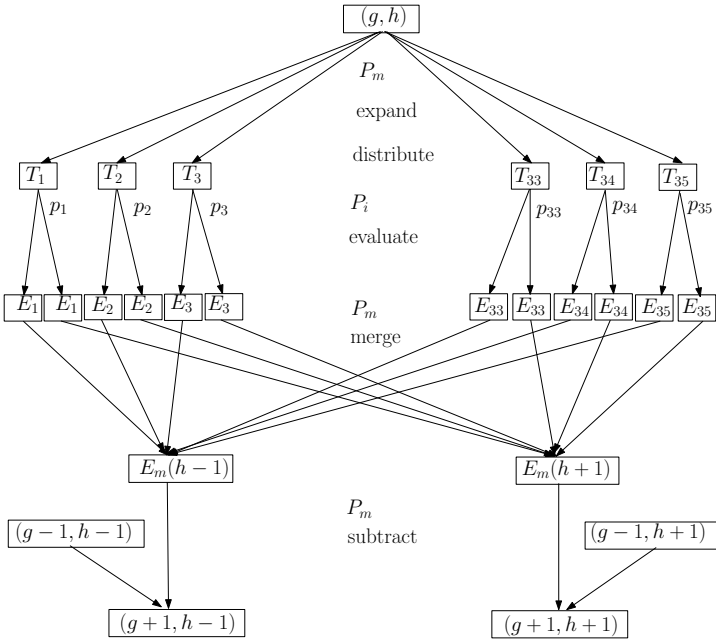 (g, h)
P_m
expand
distribute
T_1 T_2 T_3 T_33 T_34 T_35
p_1 p_2 p_3 P_i p_33 p_34 p_35
evaluate
E_1 E_1 E_2 E_2 E_3 E_3 E_33 E_33 E_34 E_34 E_35 E_35
P_m
merge
E_m(h − 1) E_m(h + 1)
P_m
(g − 1, h − 1) subtract (g − 1, h + 1)
(g + 1, h − 1) (g + 1, h + 1)